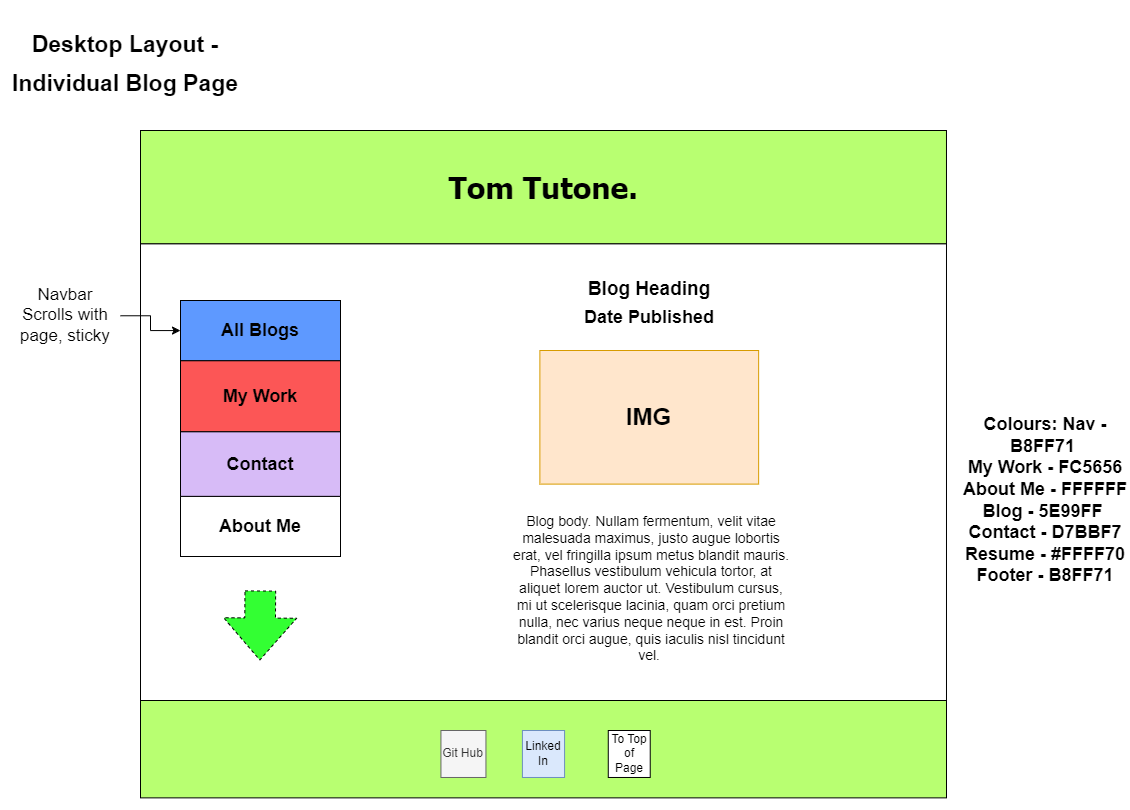 Desktop Layout -
Individual Blog Page
Tom Tutone.
Navbar
Scrolls with
page, sticky
All Blogs
My Work
Contact
About Me
Blog Heading
Date Published
IMG
Blog body. Nullam fermentum, velit vitae
malesuada maximus, justo augue lobortis
erat, vel fringilla ipsum metus blandit mauris.
Phasellus vestibulum vehicula tortor, at
aliquet lorem auctor ut. Vestibulum cursus,
mi ut scelerisque lacinia, quam orci pretium
nulla, nec varius neque neque in est. Proin
blandit orci augue, quis iaculis nisl tincidunt
vel.
Colours: Nav -
B8FF71
My Work - FC5656
About Me - FFFFFF
Blog - 5E99FF
Contact - D7BBF7
Resume - #FFFF70
Footer - B8FF71
Git Hub
Linked
In
To Top
of
Page